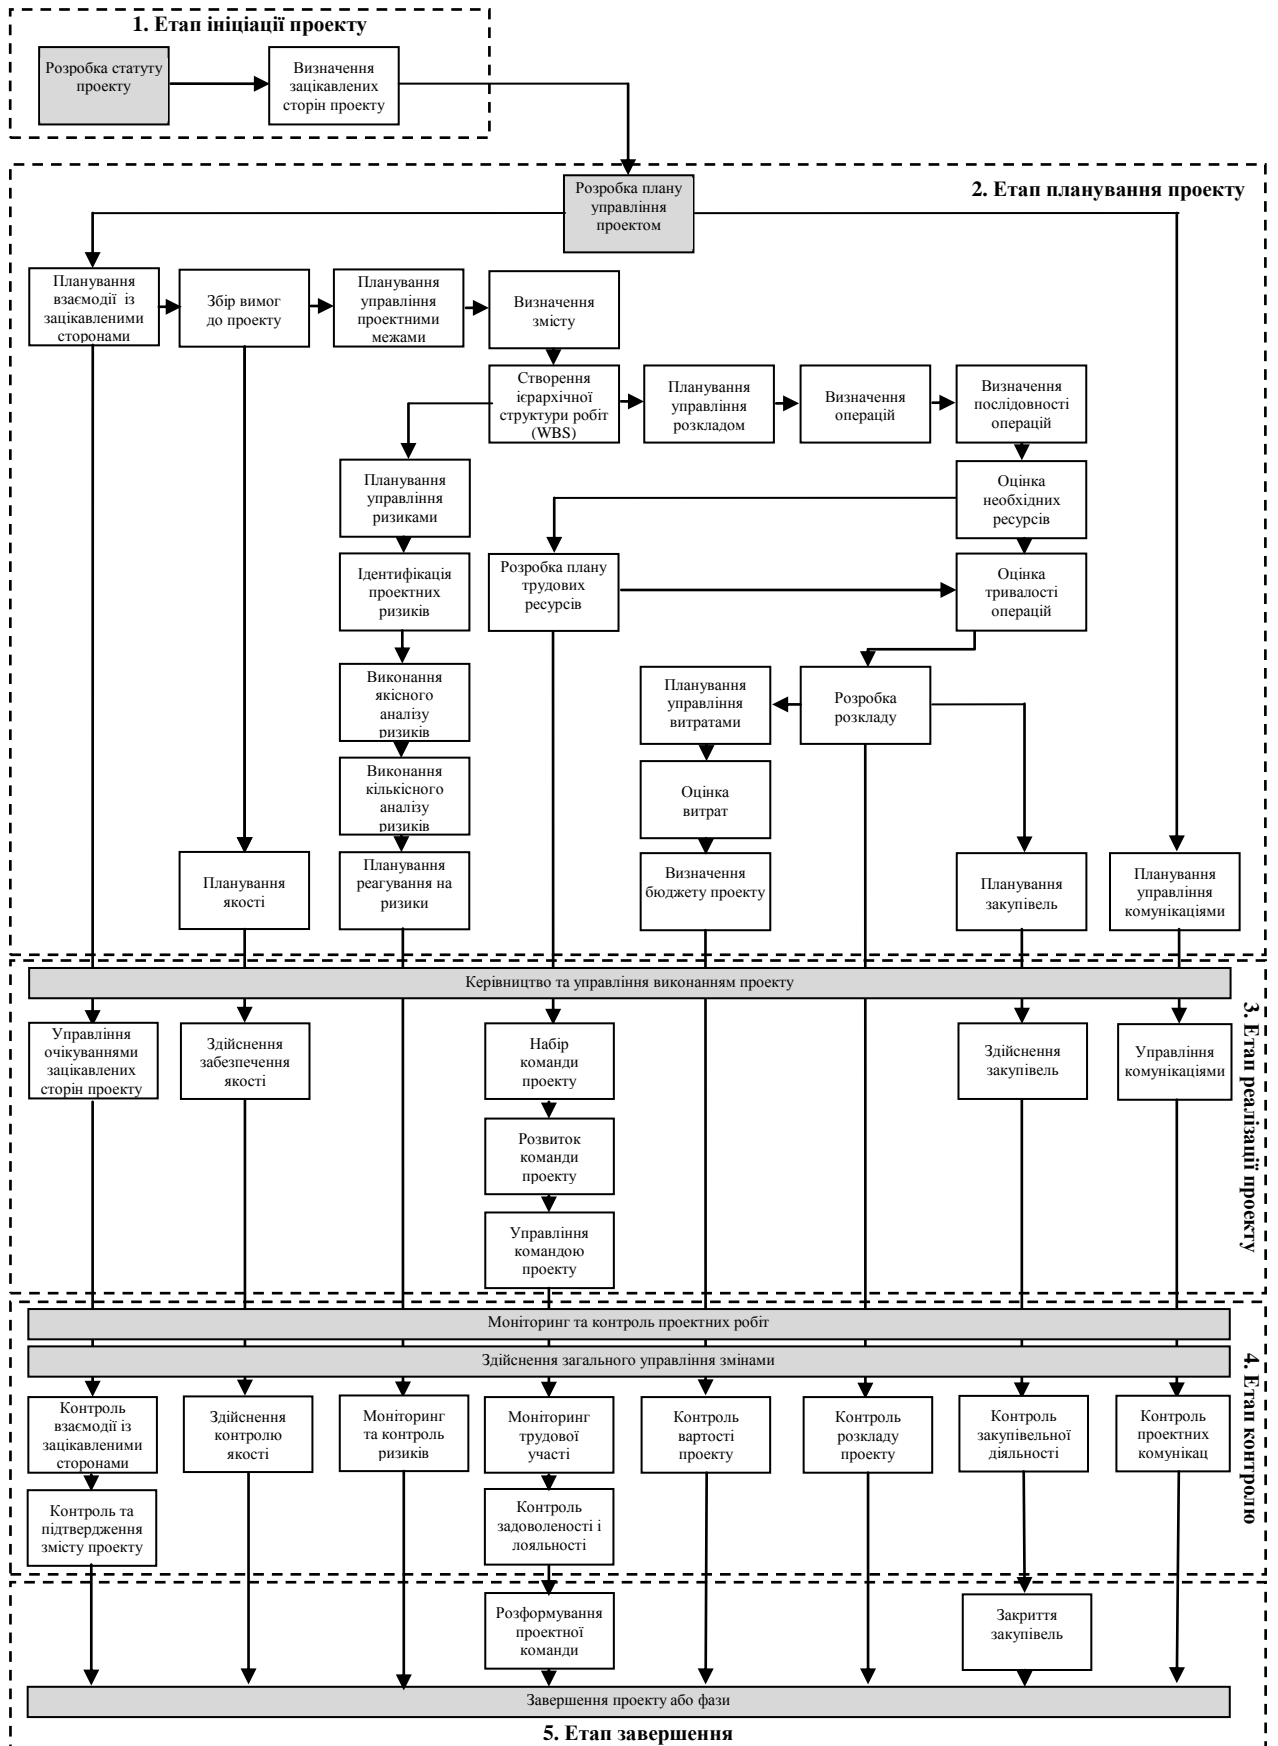 1. Етап ініціації проекту
Розробка статуту
проекту
Визначення
зацікавлених
сторін проекту
2. Етап планування проекту
Розробка плану
управління
проектом
Планування
взаємодії із
зацікавленими
сторонами
Збір вимог
до проекту
Планування
управління
проектними
межами
Визначення
змісту
Створення
ієрархічної
структури робіт
(WBS)
Планування
управління
розкладом
Визначення
операцій
Визначення
послідовності
операцій
Планування
управління
ризиками
Оцінка
необхідних
ресурсів
Ідентифікація
проектних
ризиків
Розробка плану
трудових
ресурсів
Оцінка
тривалості
операцій
Виконання
якісного
аналізу
ризиків
Планування
управління
витратами
Розробка
розкладу
Виконання
кількісного
аналізу
ризиків
Оцінка
витрат
Планування
якості
Планування
реагування на
ризики
Визначення
бюджету проекту
Планування
закупівель
Планування
управління
комунікаціями
3. Етап реалізації проекту
Керівництво та управління виконанням проекту
Управління
очікуваннями
зацікавлених
сторін проекту
Здійснення
забезпечення
якості
Набір
команди
проекту
Здійснення
закупівель
Управління
комунікаціями
Розвиток
команди
проекту
Управління
командою
проекту
4. Етап контролю
Моніторинг та контроль проектних робіт
Здійснення загального управління змінами
Контроль
взаємодії із
зацікавленими
сторонами
Здійснення
контролю
якості
Моніторинг
та контроль
ризиків
Моніторинг
трудової
участі
Контроль
вартості
проекту
Контроль
розкладу
проекту
Контроль
закупівельної
діяльності
Контроль
проектних
комунікац
Контроль та
підтвердження
змісту проекту
Контроль
задоволеності і
лояльності
Розформування
проектної
команди
Закриття
закупівель
Завершення проекту або фази
5. Етап завершення